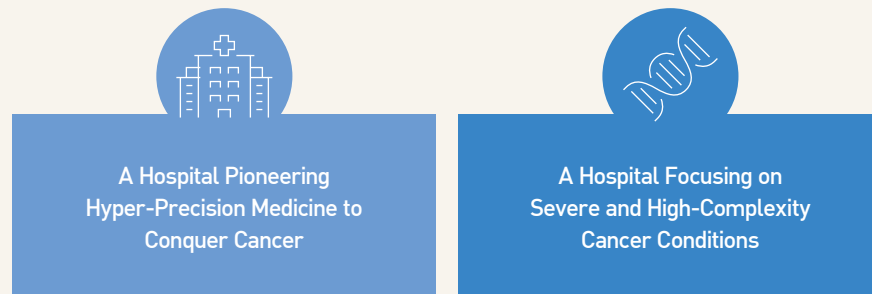 A Hospital Pioneering
Hyper-Precision Medicine to
Conquer Cancer
A Hospital Focusing on
Severe and High-Complexity
Cancer Conditions